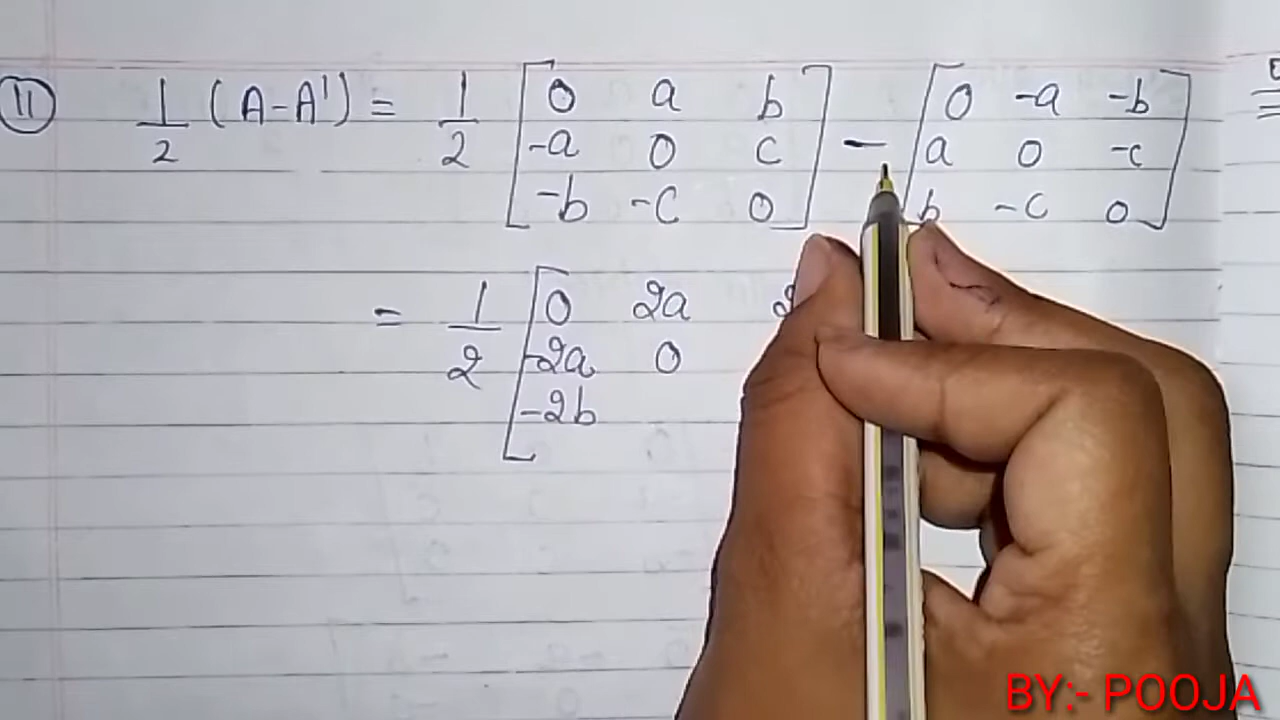 11 1/2 (A-A') = 1/2 [ 0 a b ] - [ 0 -a -b ]
[ -a 0 c ] [ a 0 -c ]
[ -b -c 0 ] [ b -c 0 ]
= 1/2 [ 0 2a 2
-2a 0
-2b
BY:- POOJA